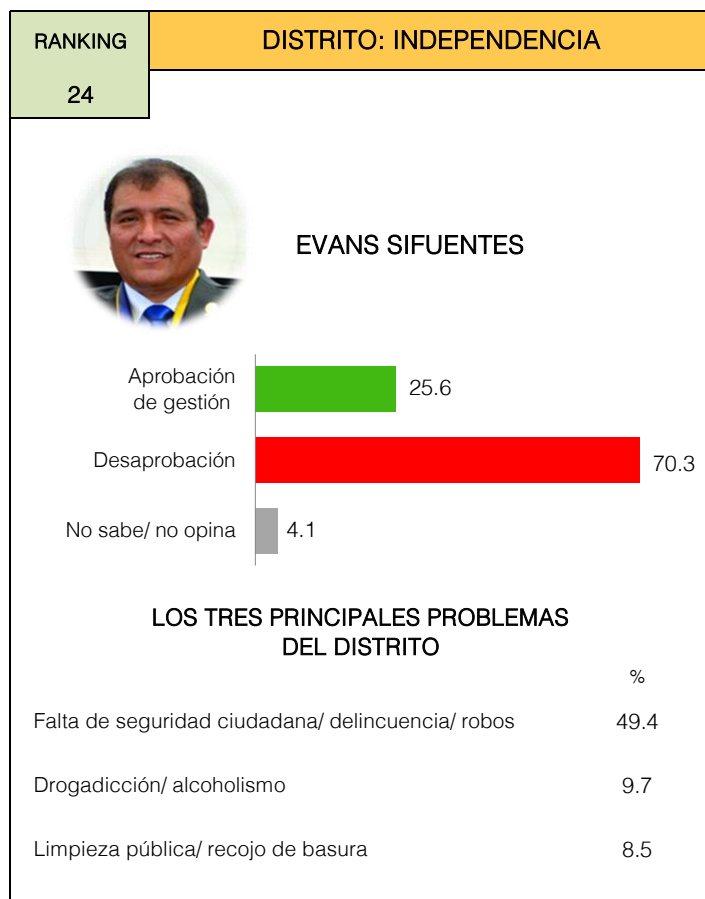 RANKING
24
DISTRITO: INDEPENDENCIA
EVANS SIFUENTES
Aprobación
de gestión
25.6
Desaprobación
70.3
No sabe/ no opina
4.1
LOS TRES PRINCIPALES PROBLEMAS
DEL DISTRITO
%
Falta de seguridad ciudadana/ delincuencia/ robos 49.4
Drogadicción/ alcoholismo 9.7
Limpieza pública/ recojo de basura 8.5